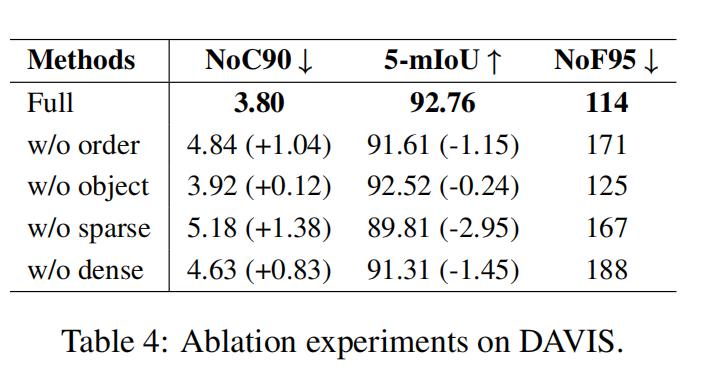 Methods NoC90 ↓ 5-mIoU ↑ NoF95 ↓
Full 3.80 92.76 114
w/o order 4.84 (+1.04) 91.61 (-1.15) 171
w/o object 3.92 (+0.12) 92.52 (-0.24) 125
w/o sparse 5.18 (+1.38) 89.81 (-2.95) 167
w/o dense 4.63 (+0.83) 91.31 (-1.45) 188
Table 4: Ablation experiments on DAVIS.